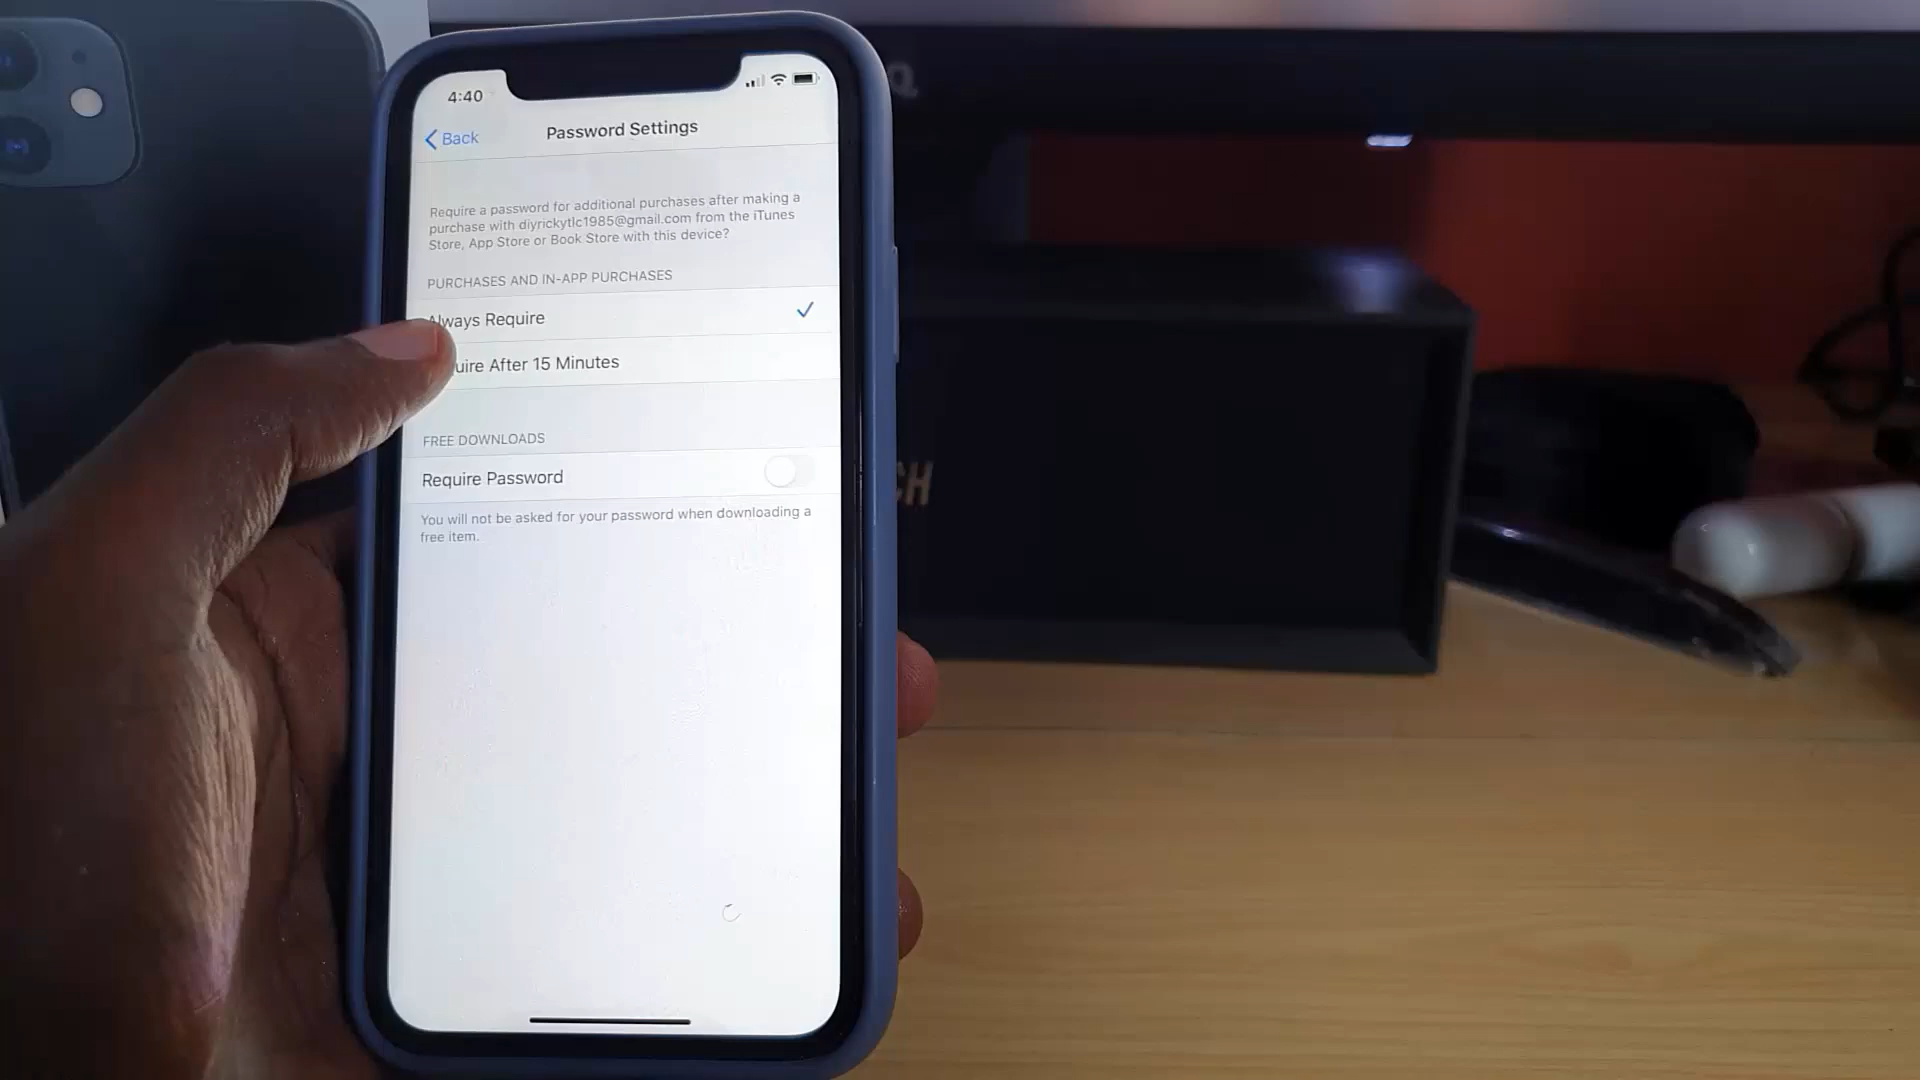 4:40
Back
Password Settings
Require a password for additional purchases after making a
purchase with diyrickytlc1985@gmail.com from the iTunes
Store, App Store or Book Store with this device?
PURCHASES AND IN-APP PURCHASES
Always Require
uire After 15 Minutes
FREE DOWNLOADS
Require Password
You will not be asked for your password when downloading a
free item.
Q
CH